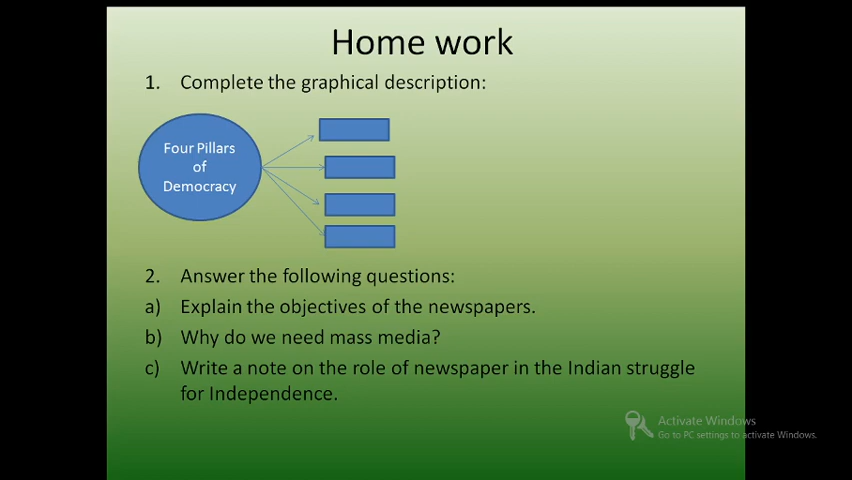 Home work
1. Complete the graphical description:
Four Pillars
of
Democracy
2. Answer the following questions:
a) Explain the objectives of the newspapers.
b) Why do we need mass media?
c) Write a note on the role of newspaper in the Indian struggle
for Independence.
Activate Windows
Go to PC settings to activate Windows.